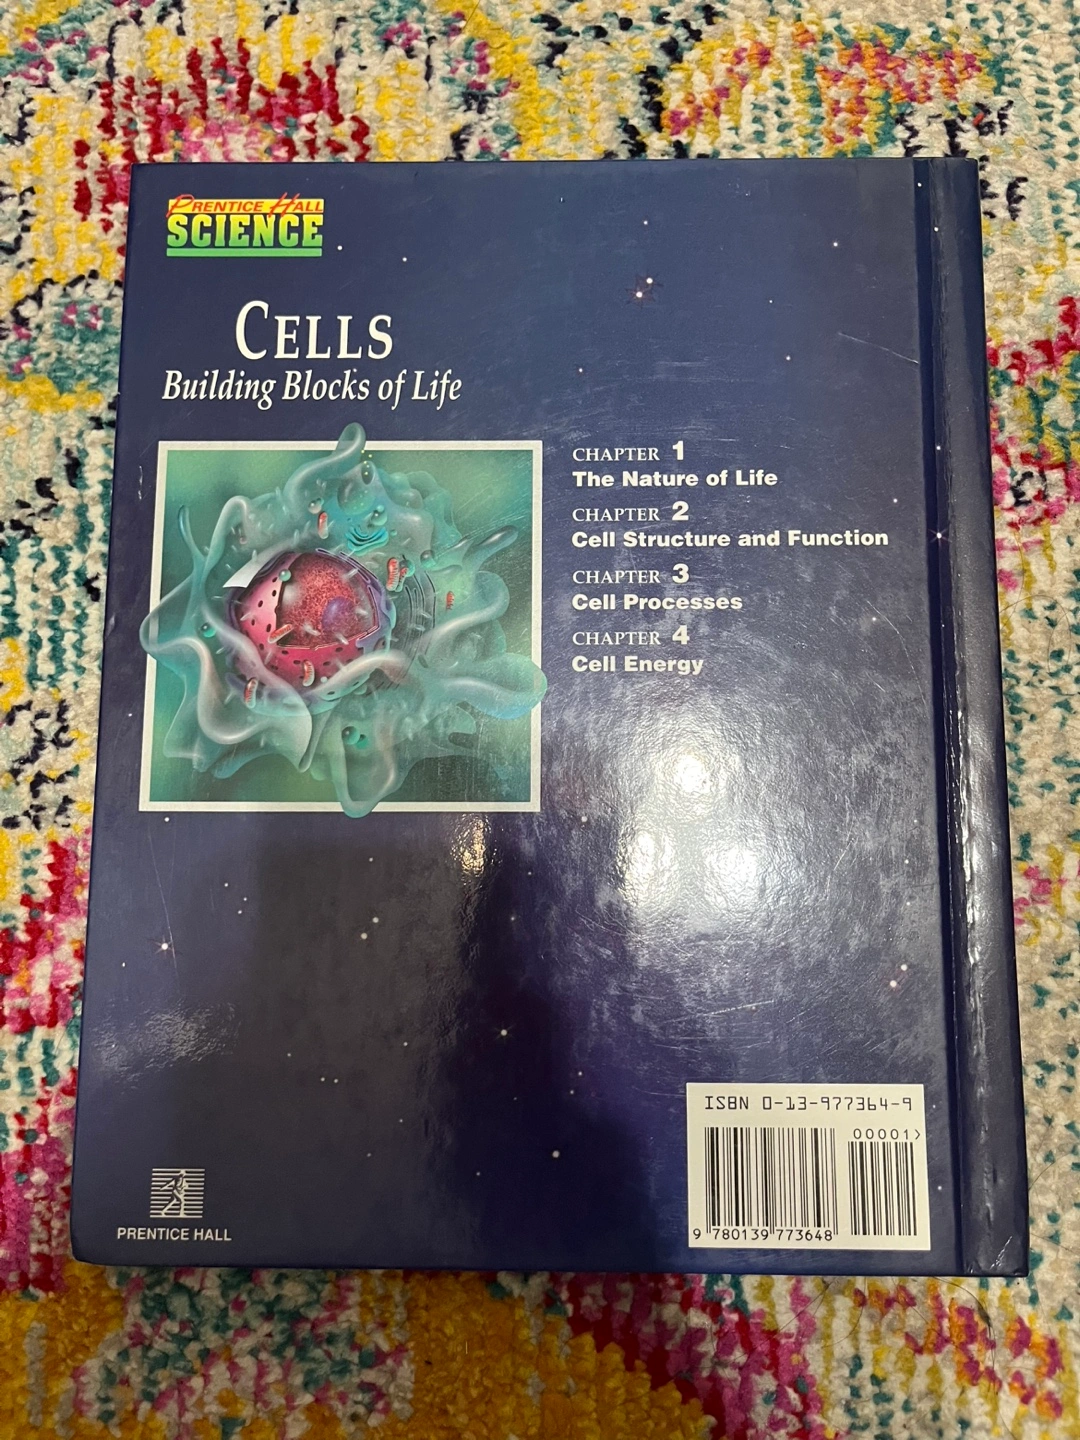 PRENTICE HALL
SCIENCE
CELLS
Building Blocks of Life
CHAPTER 1
The Nature of Life
CHAPTER 2
Cell Structure and Function
CHAPTER 3
Cell Processes
CHAPTER 4
Cell Energy
ISBN 0-13-977364-9
00001>
9 780139 773648
PRENTICE HALL